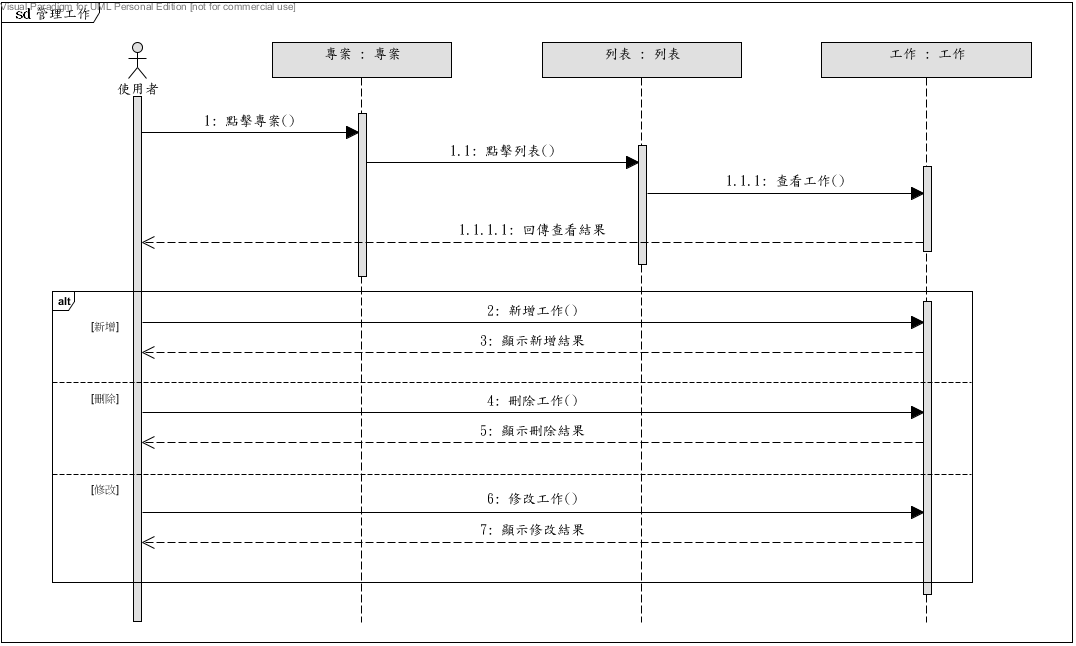 Visual Paradigm for UML Personal Edition [not for commercial use]
sd 管理工作
使用者
專案 : 專案
列表 : 列表
工作 : 工作
1: 點擊專案()
1.1: 點擊列表()
1.1.1: 查看工作()
1.1.1.1: 回傳查看結果
alt
[新增]
2: 新增工作()
3: 顯示新增結果
[刪除]
4: 刪除工作()
5: 顯示刪除結果
[修改]
6: 修改工作()
7: 顯示修改結果